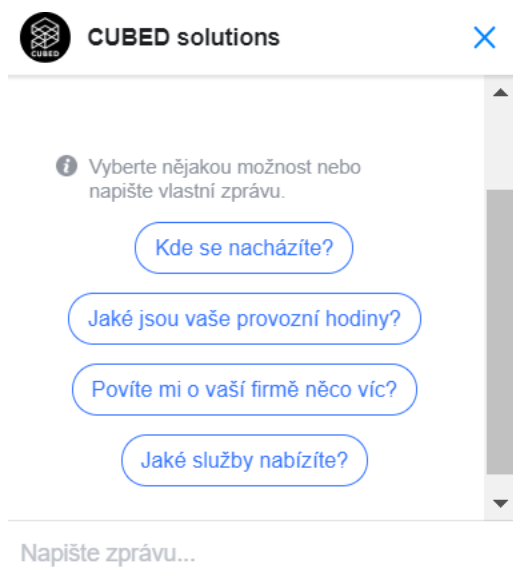 CUBED
CUBED solutions
Vyberte nějakou možnost nebo
napište vlastní zprávu.
Kde se nacházíte?
Jaké jsou vaše provozní hodiny?
Povíte mi o vaší firmě něco víc?
Jaké služby nabízíte?
Napište zprávu...